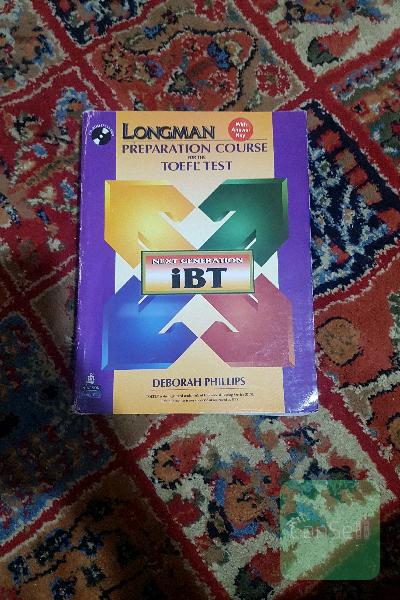 LONGMAN
With
Answer
Key
PREPARATION COURSE
FOR THE
TOEFL® TEST
NEXT GENERATION
iBT
DEBORAH PHILLIPS